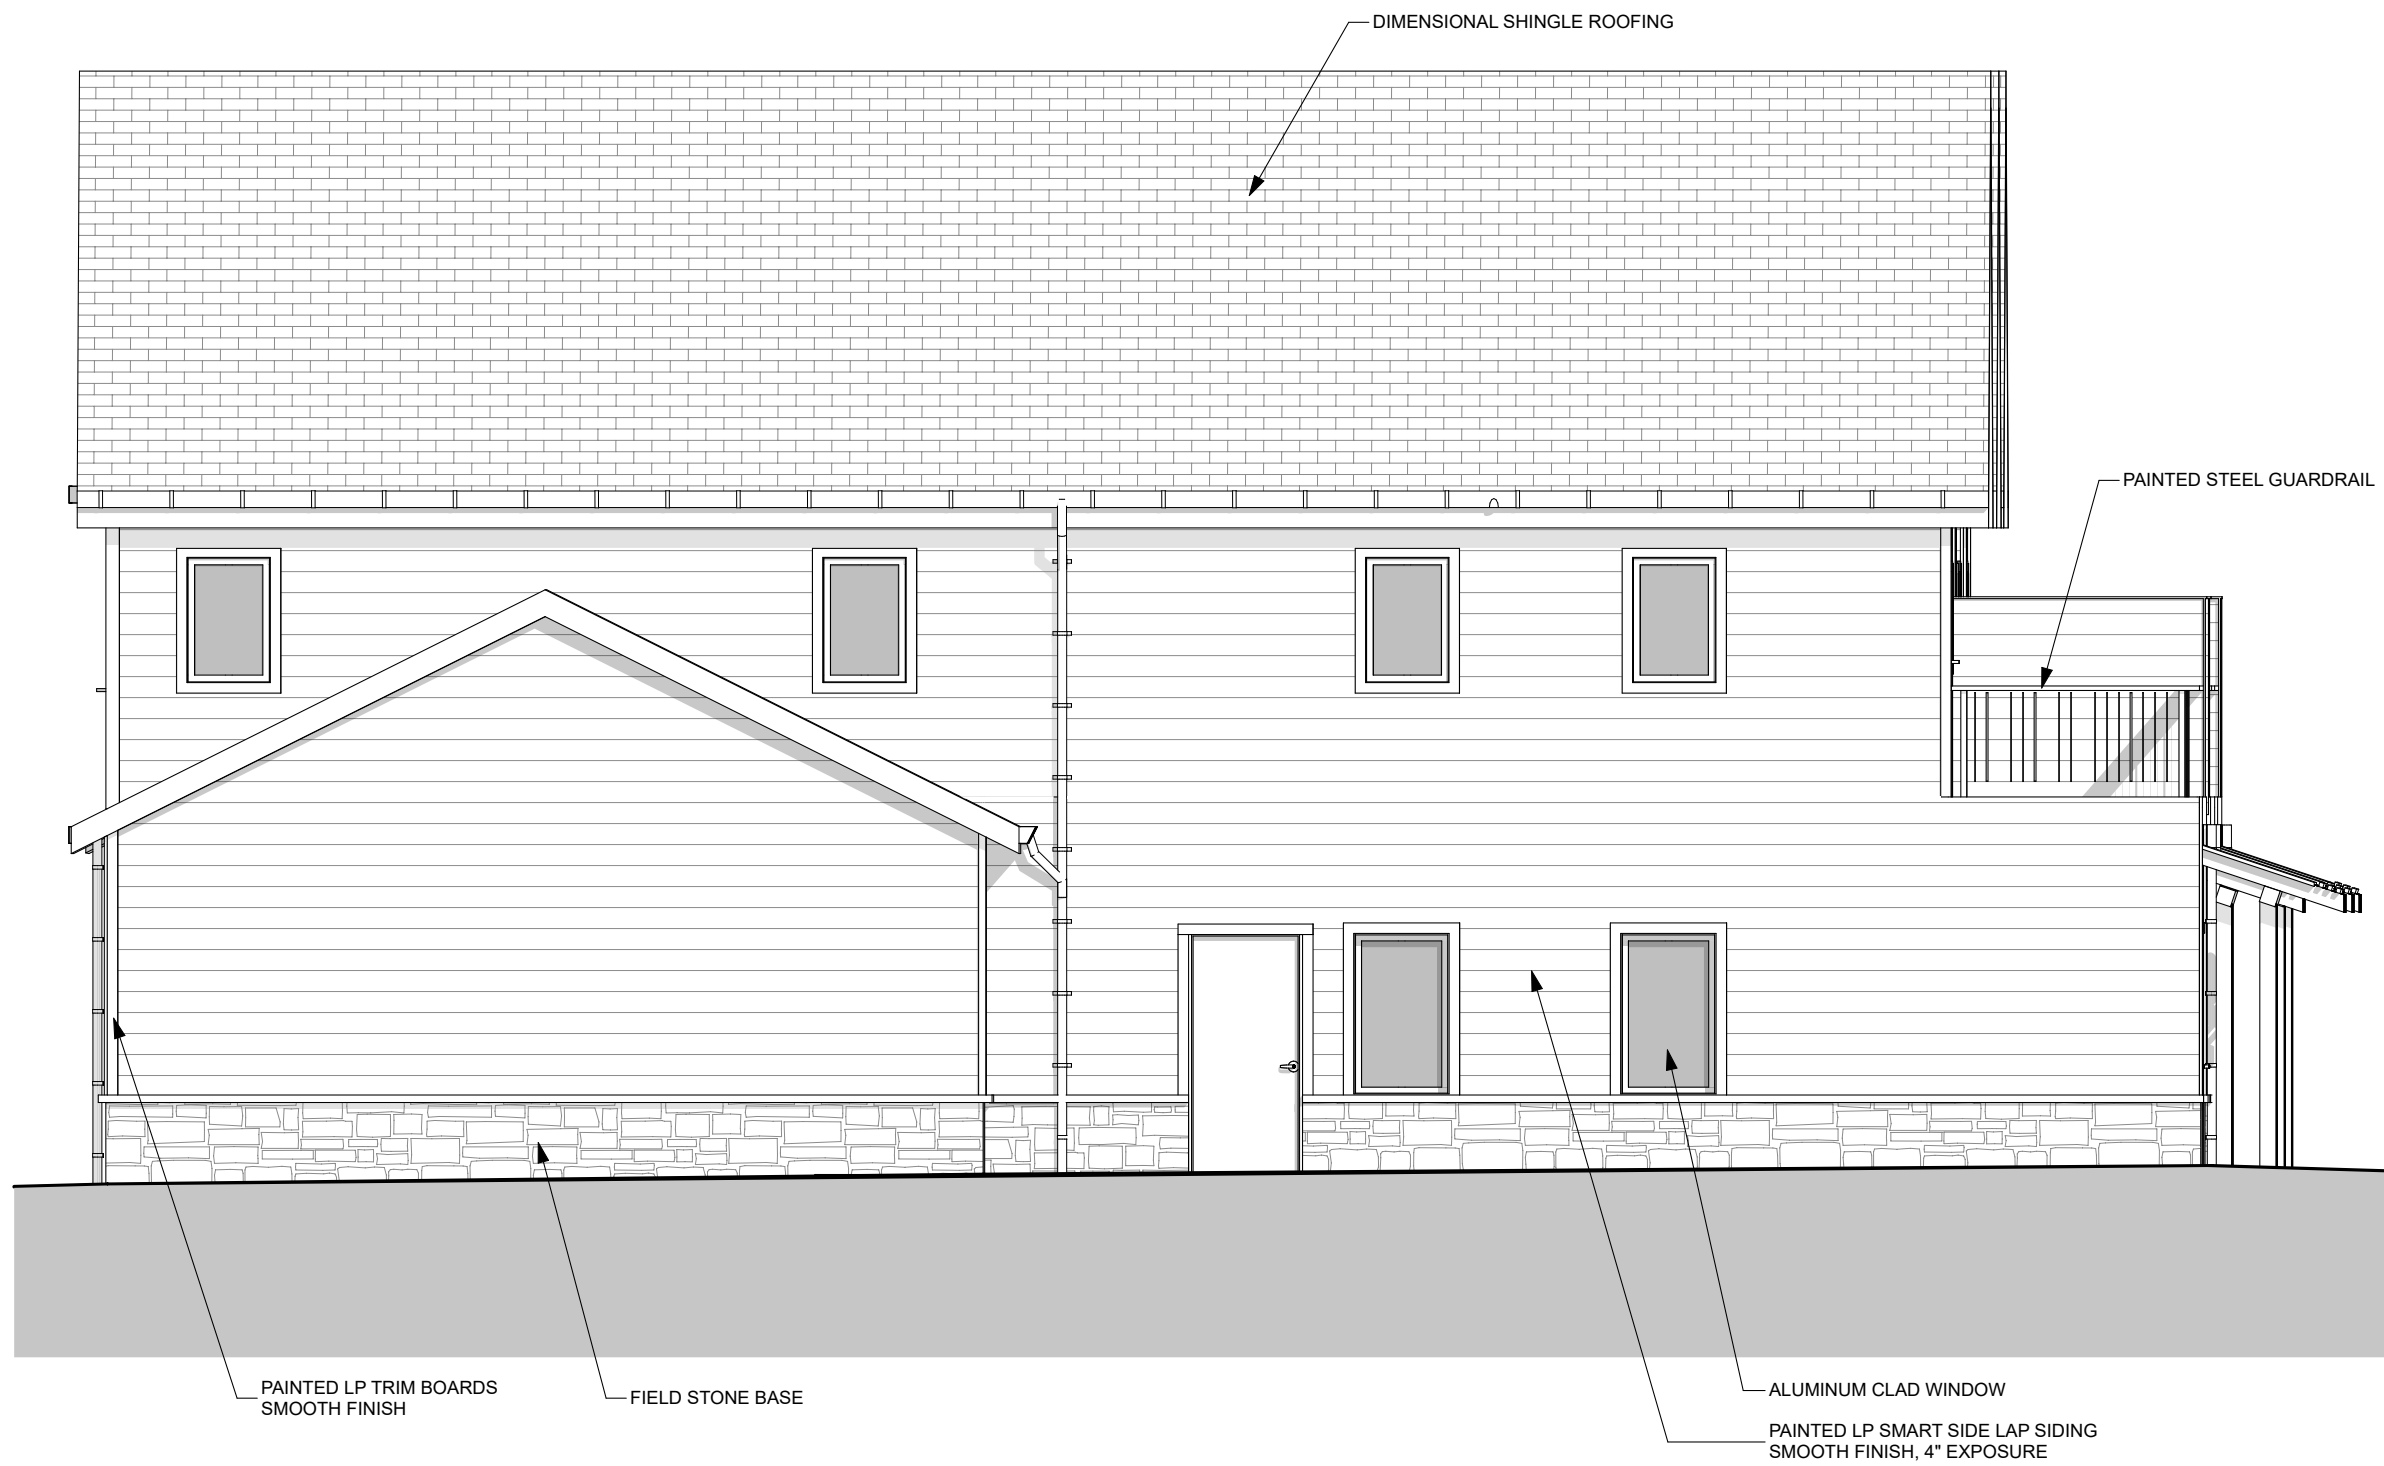 DIMENSIONAL SHINGLE ROOFING
PAINTED STEEL GUARDRAIL
PAINTED LP TRIM BOARDS
SMOOTH FINISH
FIELD STONE BASE
ALUMINUM CLAD WINDOW
PAINTED LP SMART SIDE LAP SIDING
SMOOTH FINISH, 4" EXPOSURE